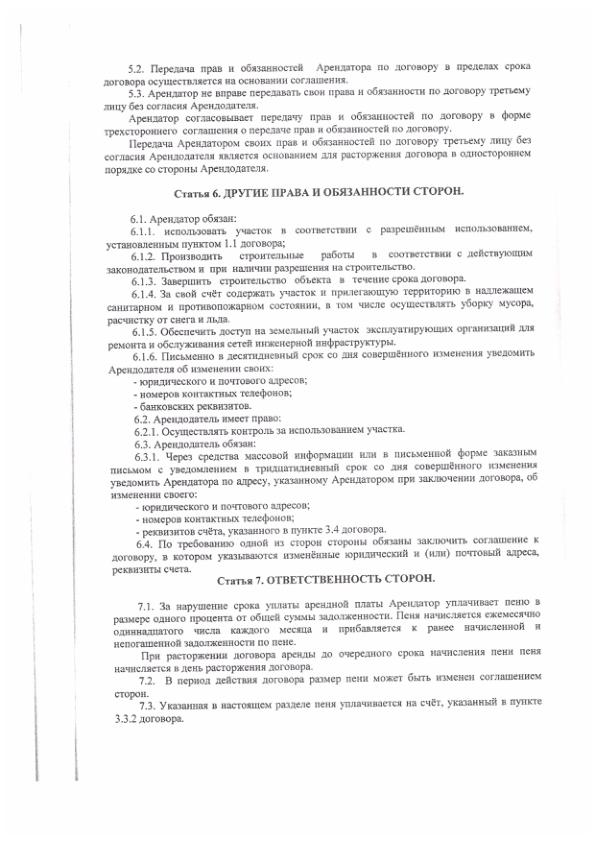 5.2. Передача прав и обязанностей Арендатора по договору в пределах срока
договора осуществляется на основании соглашения.
5.3. Арендатор не вправе передавать свои права и обязанности по договору третьему
лицу без согласия Арендодателя.
Арендатор согласовывает передачу прав и обязанностей по договору в форме
трехстороннего соглашения о передаче прав и обязанностей по договору.
Передача Арендатором своих прав и обязанностей по договору третьему лицу без
согласия Арендодателя является основанием для расторжения договора в одностороннем
порядке со стороны Арендодателя.
Статья 6. ДРУГИЕ ПРАВА И ОБЯЗАННОСТИ СТОРОН.
6.1. Арендатор обязан:
6.1.1. использовать участок в соответствии с разрешённым использованием,
установленным пунктом 1.1 договора;
6.1.2. Производить строительные работы в соответствии с действующим
законодательством и при наличии разрешения на строительство.
6.1.3. Завершить строительство объекта в течение срока договора.
6.1.4. За свой счёт содержать участок и прилегающую территорию в надлежащем
санитарном и противопожарном состоянии, в том числе осуществлять уборку мусора,
расчистку от снега и льда.
6.1.5. Обеспечить доступ на земельный участок эксплуатирующих организаций для
ремонта и обслуживания сетей инженерной инфраструктуры.
6.1.6. Письменно в десятидневный срок со дня совершённого изменения уведомить
Арендодателя об изменении своих:
- юридического и почтового адресов;
- номеров контактных телефонов;
- банковских реквизитов.
6.2. Арендодатель имеет право:
6.2.1. Осуществлять контроль за использованием участка.
6.3. Арендодатель обязан:
6.3.1. Через средства массовой информации или в письменной форме заказным
письмом с уведомлением в тридцатидневный срок со дня совершённого изменения
уведомить Арендатора по адресу, указанному Арендатором при заключении договора, об
изменении своего:
- юридического и почтового адресов;
- номеров контактных телефонов;
- реквизитов счёта, указанного в пункте 3.4 договора.
6.4. По требованию одной из сторон стороны обязаны заключить соглашение к
договору, в котором указываются изменённые юридический и (или) почтовый адреса,
реквизиты счета.
Статья 7. ОТВЕТСТВЕННОСТЬ СТОРОН.
7.1. За нарушение срока уплаты арендной платы Арендатор уплачивает пеню в
размере одного процента от общей суммы задолженности. Пеня начисляется ежемесячно
одиннадцатого числа каждого месяца и прибавляется к ранее начисленной и
непогашенной задолженности по пене.
При расторжении договора аренды до очередного срока начисления пени пеня
начисляется в день расторжения договора.
7.2. В период действия договора размер пени может быть изменен соглашением
сторон.
7.3. Указанная в настоящем разделе пеня уплачивается на счёт, указанный в пункте
3.3.2 договора.